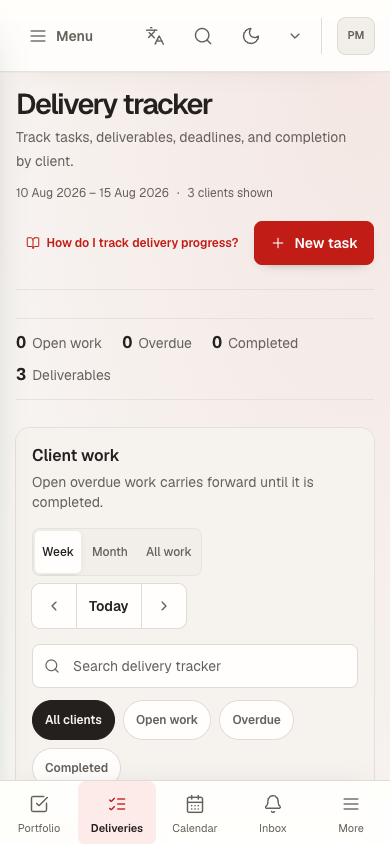 Menu
PM
Delivery tracker
Track tasks, deliverables, deadlines, and completion
by client.
10 Aug 2026 – 15 Aug 2026 · 3 clients shown
How do I track delivery progress?
New task
0 Open work 0 Overdue 0 Completed
3 Deliverables
Client work
Open overdue work carries forward until it is
completed.
Week Month All work
Today
Search delivery tracker
All clients Open work Overdue
Completed
Portfolio Deliveries Calendar Inbox More